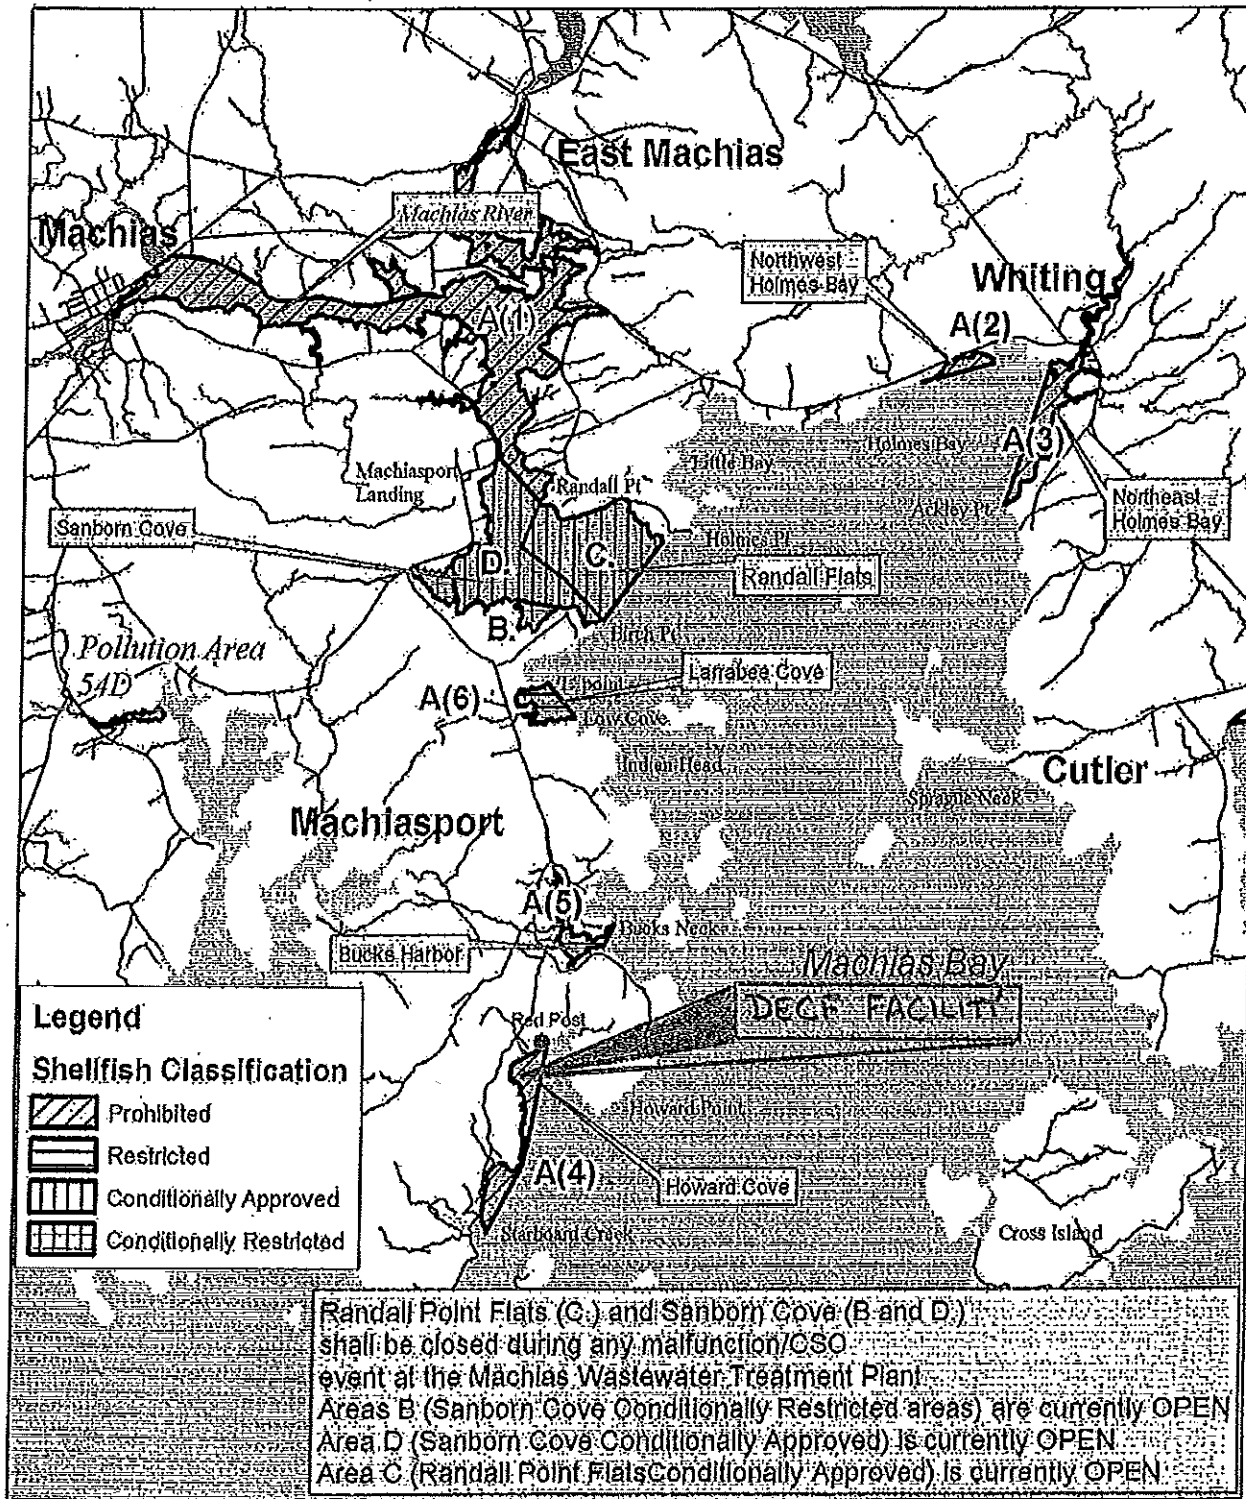 East Machias
Machias River
Machias
Northwest
Holmes Bay
Whiting
A(2)
A(1)
A(3)
Holmes Bay
Little Bay
Machiasport
Landing
Randall Pt
Ackley Pt
Northeast
Holmes Bay
Sanborn Cove
Holmes Pt
D.
C.
Randall Flats
B.
Birch Pt
Pollution Area
54D
Larrabee Cove
A(6)
Low Cove
Indian Head
Cutler
Sprague Neck
Machiasport
A(5)
Bucks Neck
Bucks Harbor
Machias Bay
DECF FACILITY
Red Post
Legend
Shellfish Classification
Prohibited
Restricted
Conditionally Approved
Conditionally Restricted
Howard Point
A(4)
Howard Cove
Starboard Creek
Cross Island
Randall Point Flats (C.) and Sanborn Cove (B and D.)
shall be closed during any malfunction/CSO
event at the Machias Wastewater Treatment Plant
Areas B (Sanborn Cove Conditionally Restricted areas) are currently OPEN
Area D (Sanborn Cove Conditionally Approved) is currently OPEN
Area C (Randall Point FlatsConditionally Approved) is currently OPEN